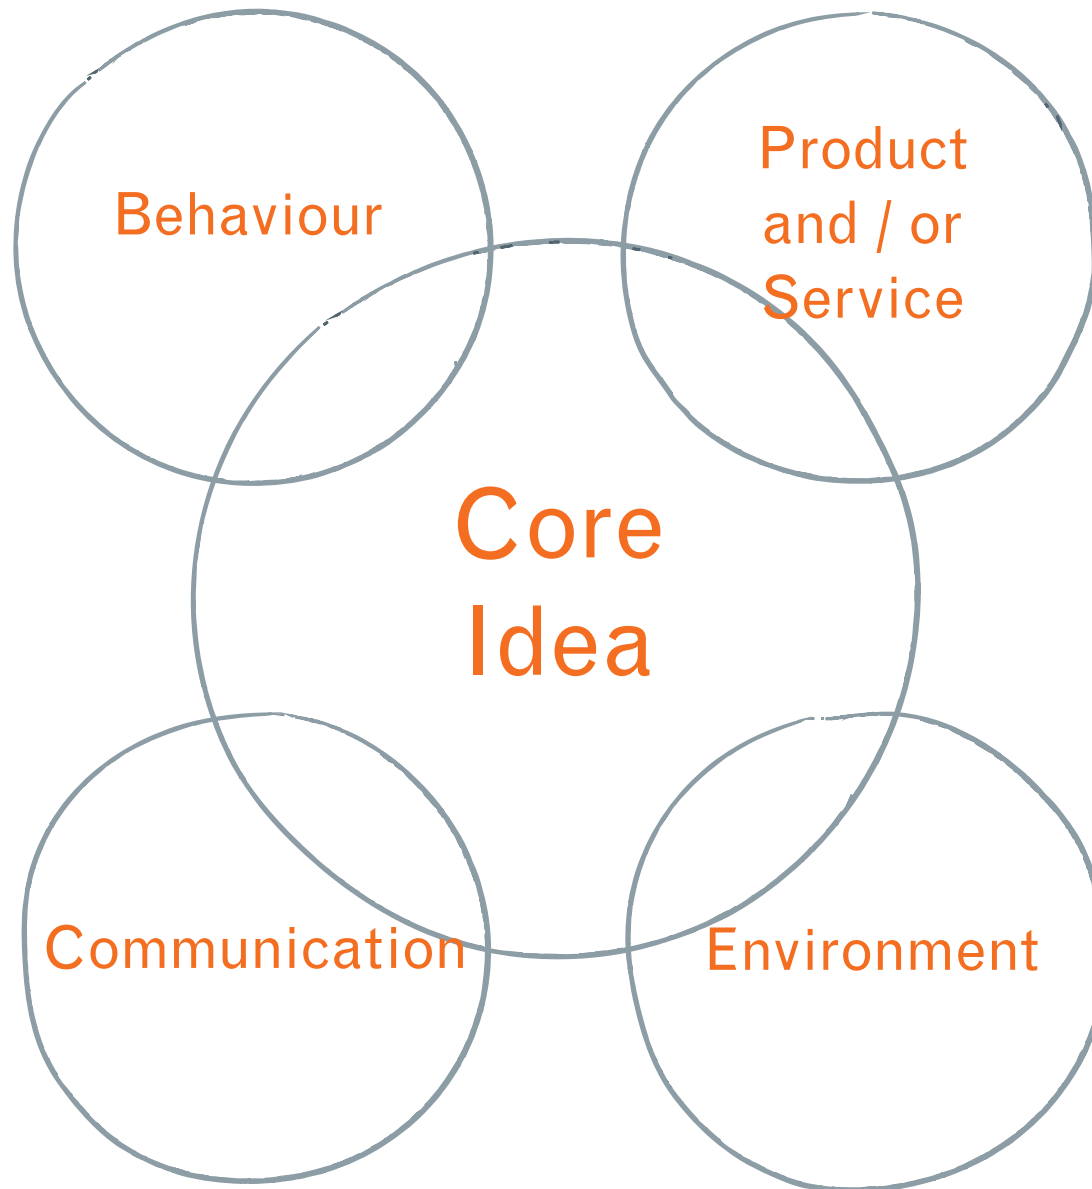 Behaviour
Product
and / or
Service
Core
Idea
Communication
Environment